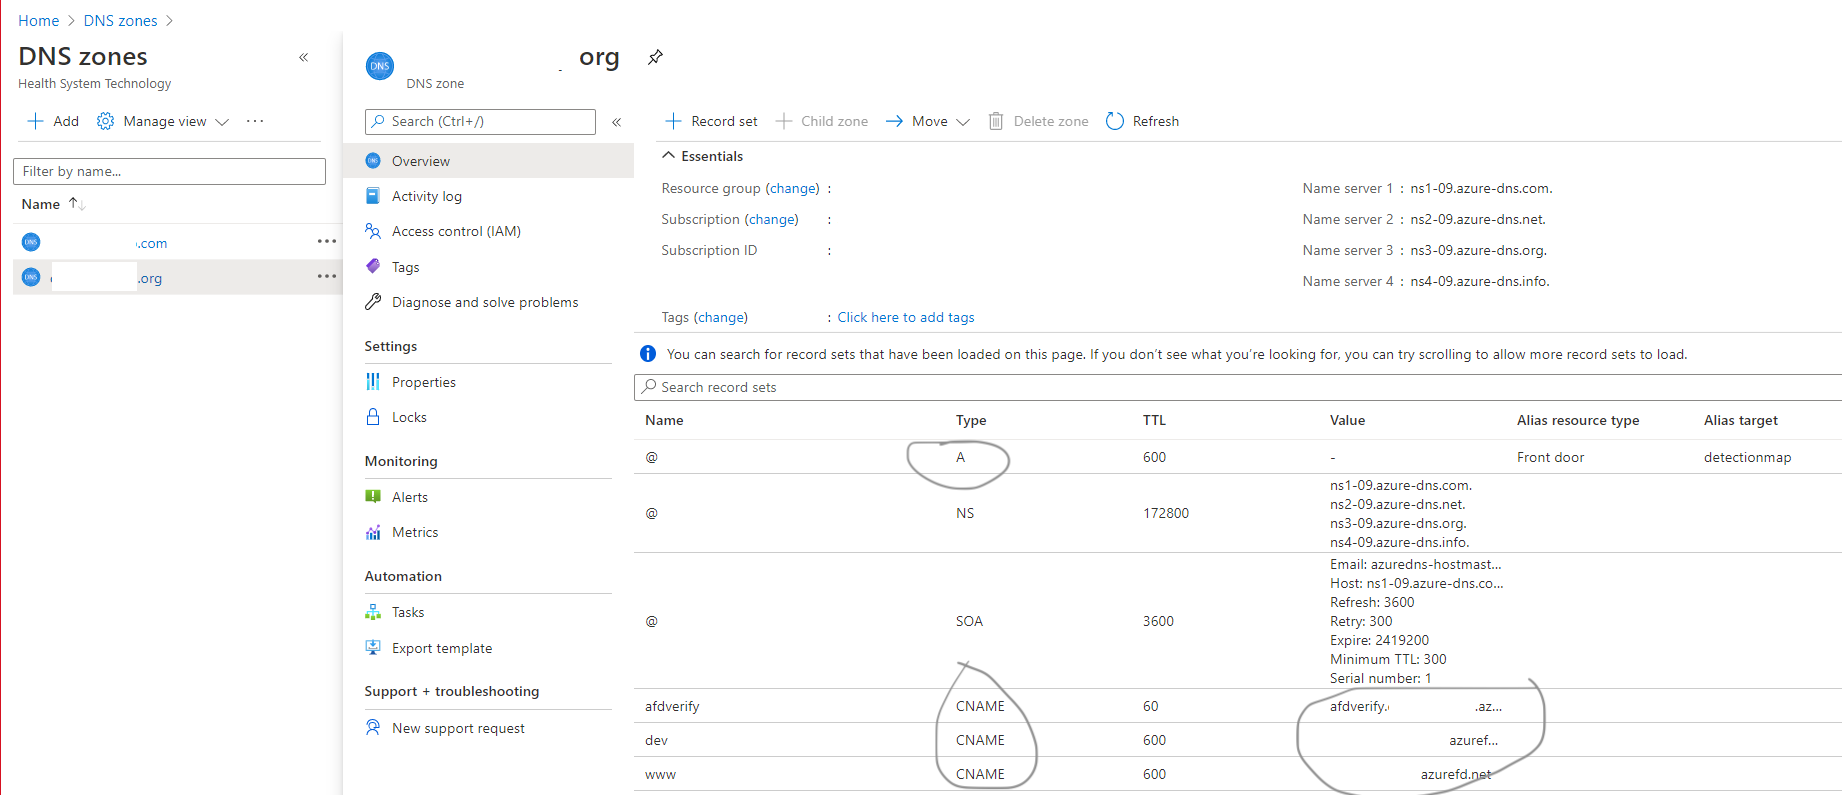 Home > DNS zones >
DNS zones
Health System Technology
+ Add Manage view ...
Filter by name...
Name
.com
.org
org
DNS zone
Search (Ctrl+/)
Overview
Activity log
Access control (IAM)
Tags
Diagnose and solve problems
Settings
Properties
Locks
Monitoring
Alerts
Metrics
Automation
Tasks
Export template
Support + troubleshooting
New support request
+ Record set + Child zone Move Delete zone Refresh
Essentials
Resource group (change) : Name server 1 : ns1-09.azure-dns.com.
Subscription (change) : Name server 2 : ns2-09.azure-dns.net.
Subscription ID : Name server 3 : ns3-09.azure-dns.org.
Name server 4 : ns4-09.azure-dns.info.
Tags (change) : Click here to add tags
You can search for record sets that have been loaded on this page. If you don't see what you're looking for, you can try scrolling to allow more record sets to load.
Search record sets
Name Type TTL Value Alias resource type Alias target
@ A 600 - Front door detectionmap
ns1-09.azure-dns.com.
ns2-09.azure-dns.net.
@ NS 172800
ns3-09.azure-dns.org.
ns4-09.azure-dns.info.
Email: azuredns-hostmast...
Host: ns1-09.azure-dns.co...
Refresh: 3600
@ SOA 3600 Retry: 300
Expire: 2419200
Minimum TTL: 300
Serial number: 1
afdverify CNAME 60 afdverify. .az...
dev CNAME 600 azuref...
www CNAME 600 azurefd.net